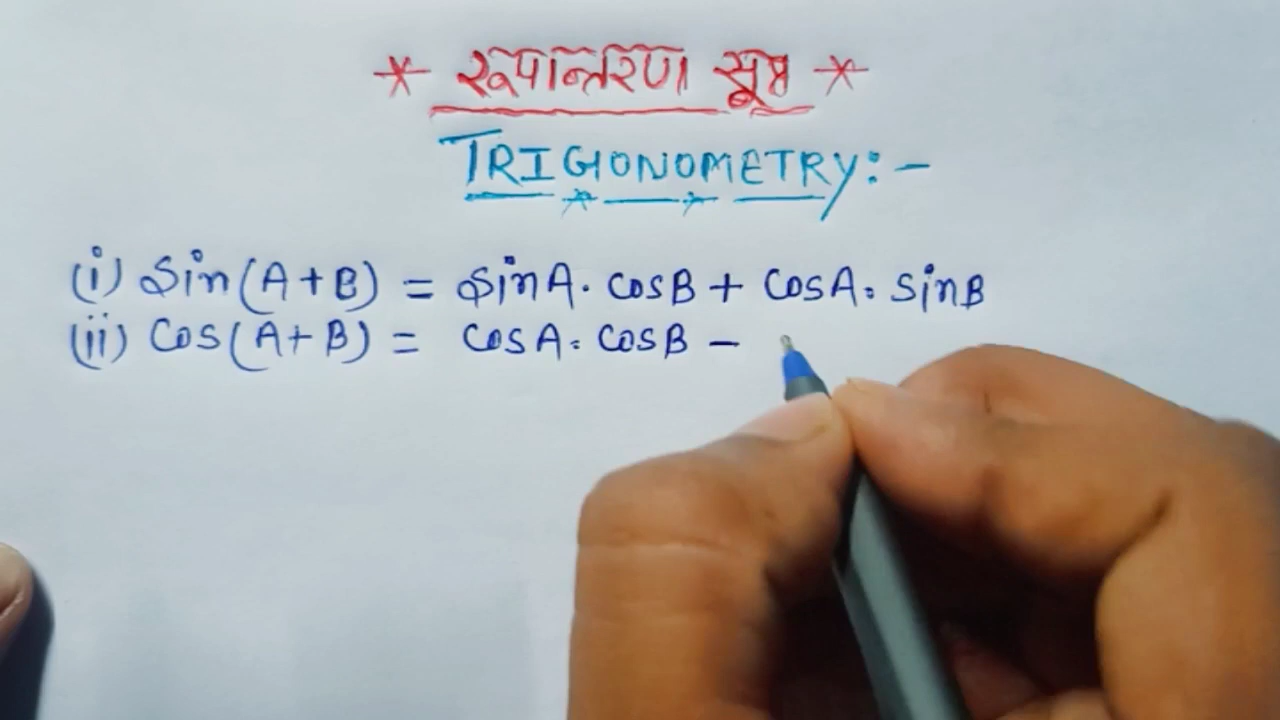 * रूपान्तरण सूत्र *
TRIGONOMETRY:-
(i) Sin(A+B) = SinA. cosB + cosA. sinB
(ii) Cos(A+B) = cosA. cosB -